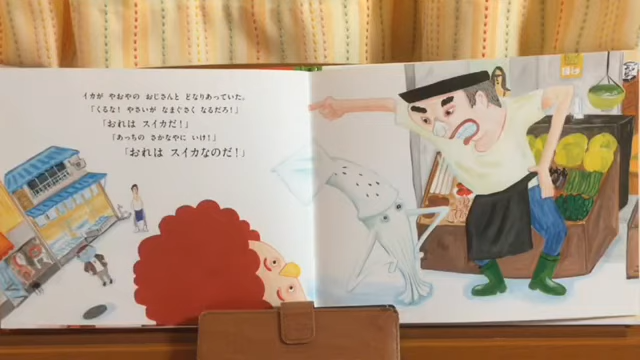 イカが やおやの おじさんと どなりあっていた。
「くるな！ やさいが なまぐさく なるだろ！」
「おれは スイカだ！」
「あっちの さかなやに いけ！」
「おれは スイカなのだ！」